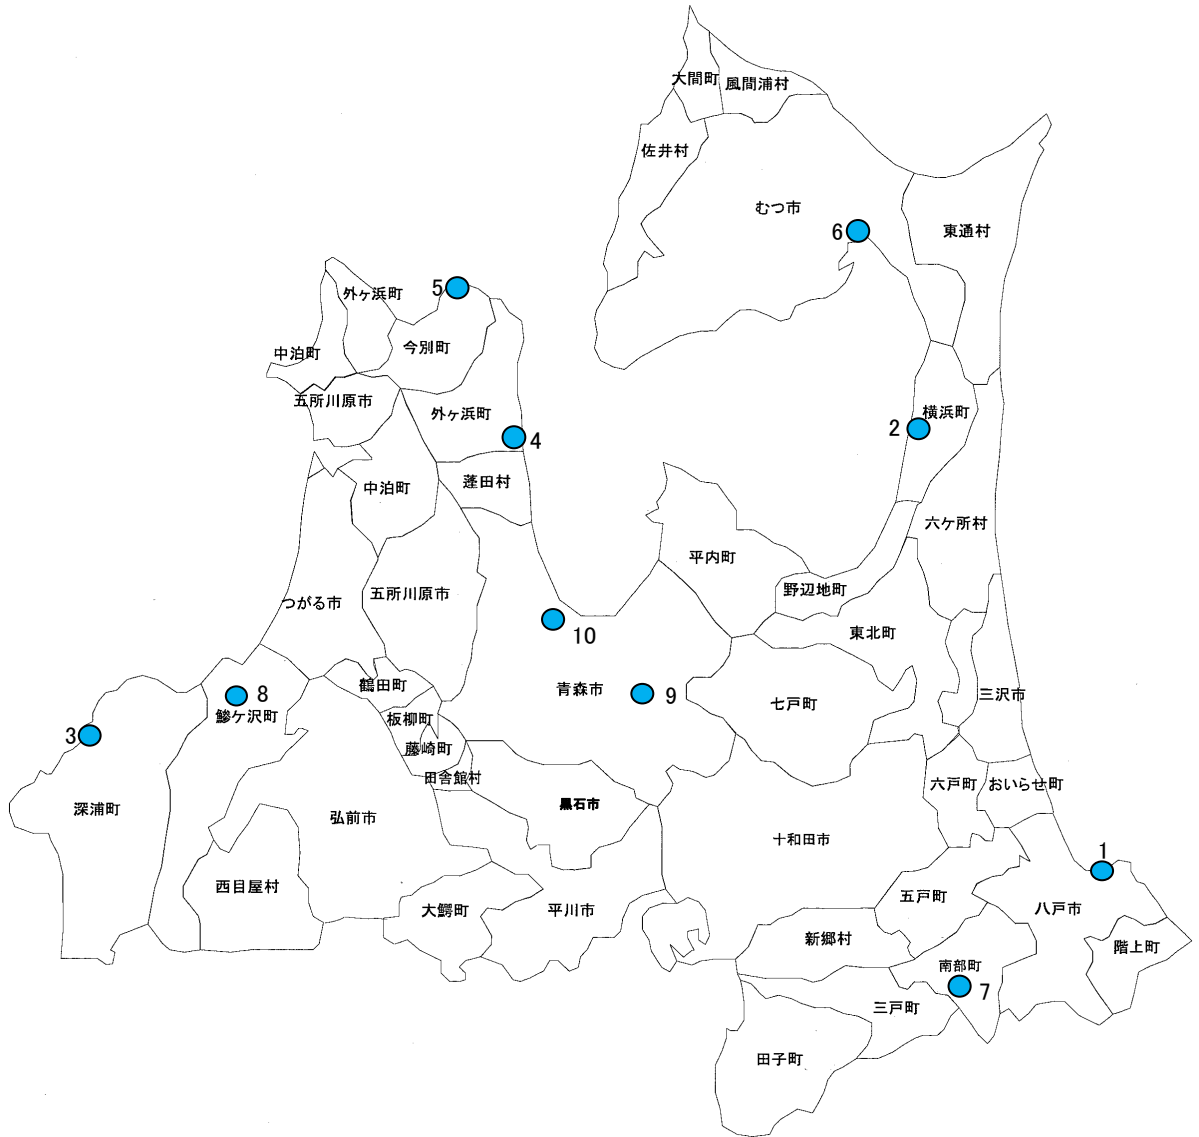 大間町
風間浦村
佐井村
むつ市
6
東通村
5
外ヶ浜町
今別町
中泊町
五所川原市
外ヶ浜町
4
2
横浜町
中泊町
蓬田村
六ケ所村
平内町
野辺地町
つがる市
五所川原市
10
東北町
鶴田町
青森市
9
七戸町
三沢市
8
鰺ケ沢町
板柳町
3
藤崎町
田舎館村
六戸町
おいらせ町
深浦町
弘前市
黒石市
十和田市
1
西目屋村
大鰐町
平川市
五戸町
八戸市
新郷村
階上町
南部町
7
三戸町
田子町